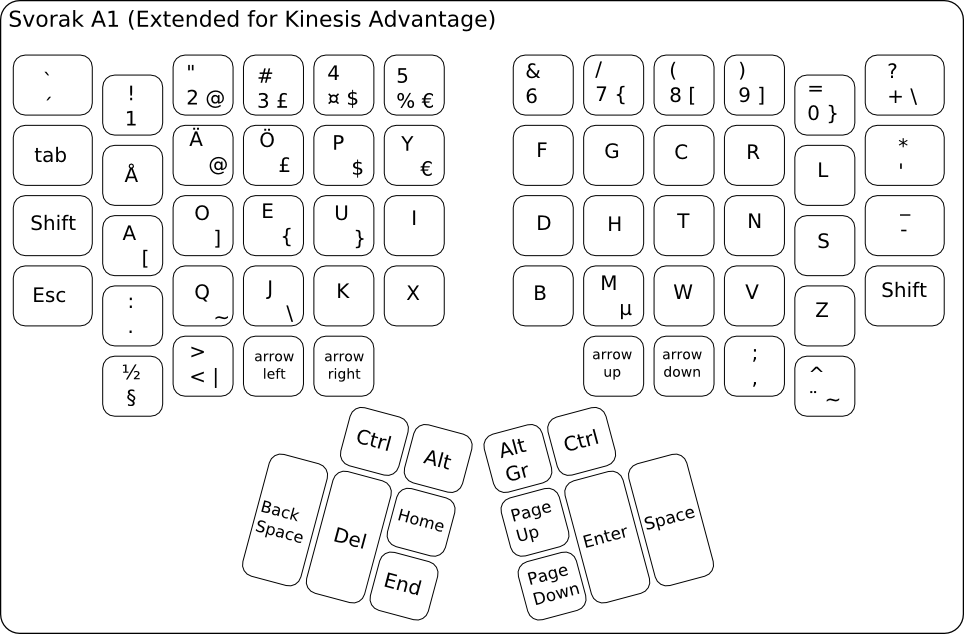 Svorak A1 (Extended for Kinesis Advantage)
`
´
!
1
"
2 @
#
3 £
4
¤ $
5
% €
&
6
/
7 {
(
8 [
)
9 ]
=
0 }
?
+ \
tab
Å
Ä
@
Ö
£
P
$
Y
€
F
G
C
R
L
*
'
Shift
A
[
O
]
E
{
U
}
I
D
H
T
N
S
_
-
Esc
:
.
Q
~
J
\
K
X
B
M
µ
W
V
Z
Shift
½
§
>
< |
arrow
left
arrow
right
arrow
up
arrow
down
;
,
^
¨ ~
Ctrl
Alt
Back
Space
Del
Home
End
Alt
Gr
Ctrl
Page
Up
Enter
Space
Page
Down